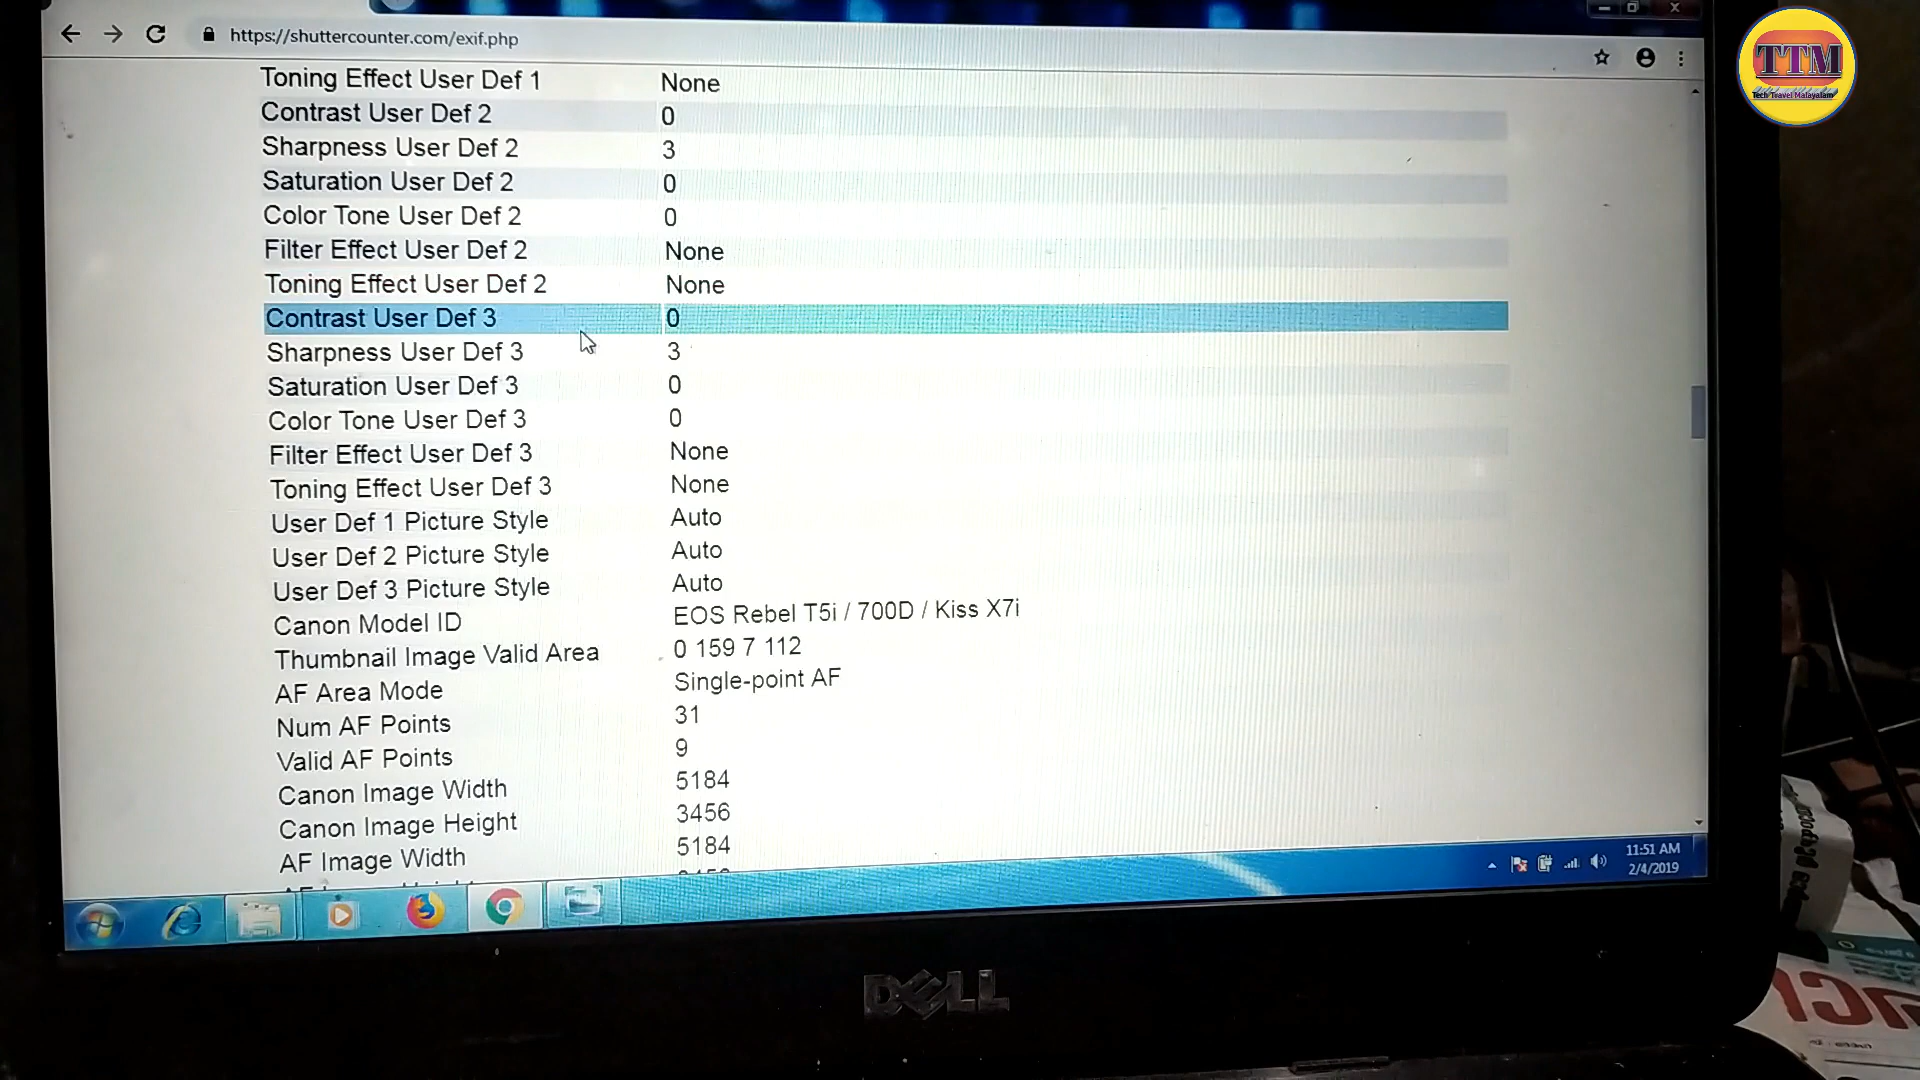 https://shuttercounter.com/exif.php
TTM
Tech Travel Malayalam
Toning Effect User Def 1 None
Contrast User Def 2 0
Sharpness User Def 2 3
Saturation User Def 2 0
Color Tone User Def 2 0
Filter Effect User Def 2 None
Toning Effect User Def 2 None
Contrast User Def 3 0
Sharpness User Def 3 3
Saturation User Def 3 0
Color Tone User Def 3 0
Filter Effect User Def 3 None
Toning Effect User Def 3 None
User Def 1 Picture Style Auto
User Def 2 Picture Style Auto
User Def 3 Picture Style Auto
Canon Model ID EOS Rebel T5i / 700D / Kiss X7i
Thumbnail Image Valid Area 0 159 7 112
AF Area Mode Single-point AF
Num AF Points 31
Valid AF Points 9
Canon Image Width 5184
Canon Image Height 3456
AF Image Width 5184
11:51 AM
2/4/2019
DELL